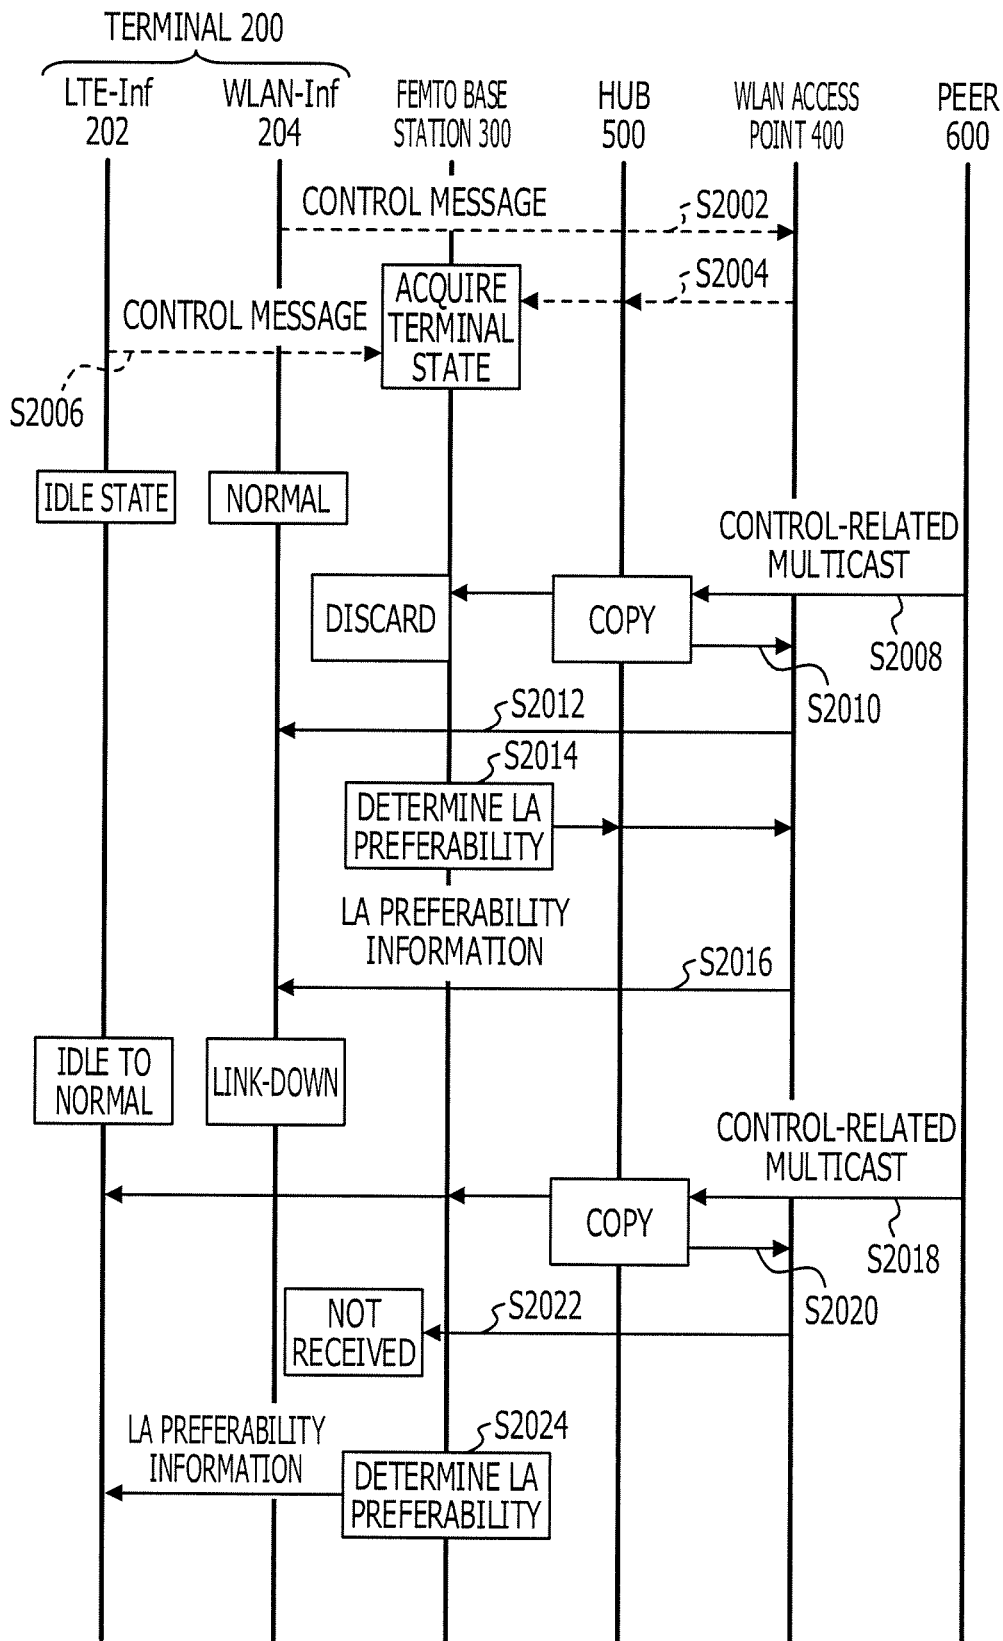 TERMINAL 200
LTE-Inf
202
WLAN-Inf
204
FEMTO BASE
STATION 300
HUB
500
WLAN ACCESS
POINT 400
PEER
600
CONTROL MESSAGE
S2002
ACQUIRE
TERMINAL
STATE
S2004
CONTROL MESSAGE
S2006
IDLE STATE
NORMAL
CONTROL-RELATED
MULTICAST
DISCARD
COPY
S2008
S2010
S2012
S2014
DETERMINE LA
PREFERABILITY
LA PREFERABILITY
INFORMATION
S2016
IDLE TO
NORMAL
LINK-DOWN
CONTROL-RELATED
MULTICAST
COPY
S2018
S2020
NOT
RECEIVED
S2022
LA PREFERABILITY
INFORMATION
S2024
DETERMINE LA
PREFERABILITY